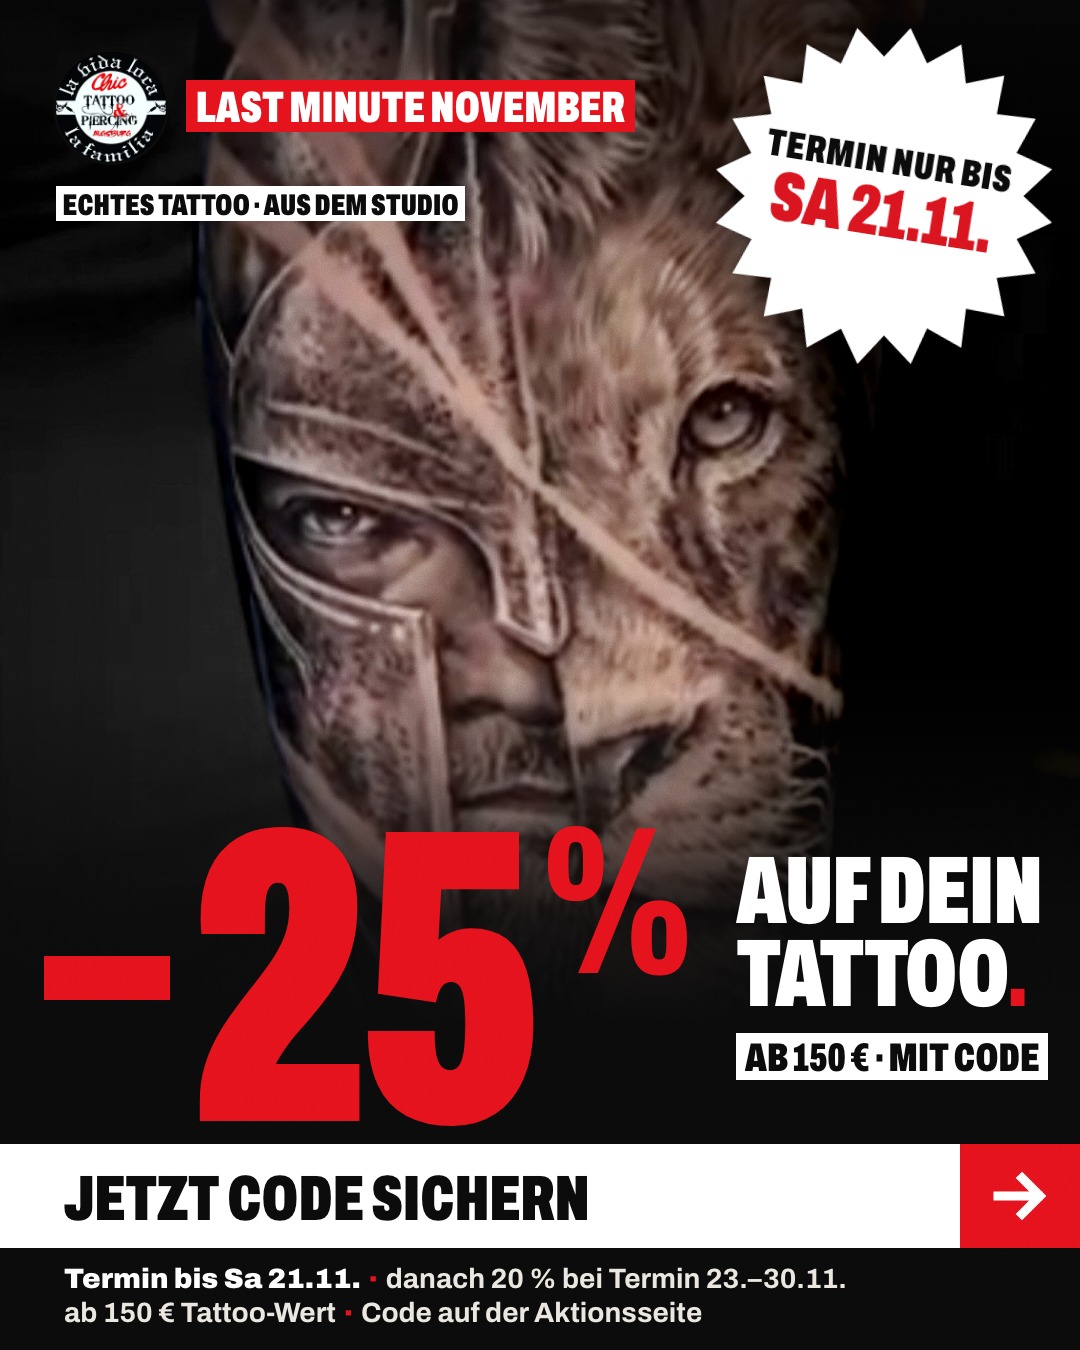 la vida loca
Chic
TATTOO
&
PIERCING
AUGSBURG
la familia
LAST MINUTE NOVEMBER
ECHTES TATTOO · AUS DEM STUDIO
TERMIN NUR BIS
SA 21.11.
–25%
AUF DEIN
TATTOO.
AB 150 € · MIT CODE
JETZT CODE SICHERN →
Termin bis Sa 21.11. · danach 20 % bei Termin 23.–30.11.
ab 150 € Tattoo-Wert · Code auf der Aktionsseite